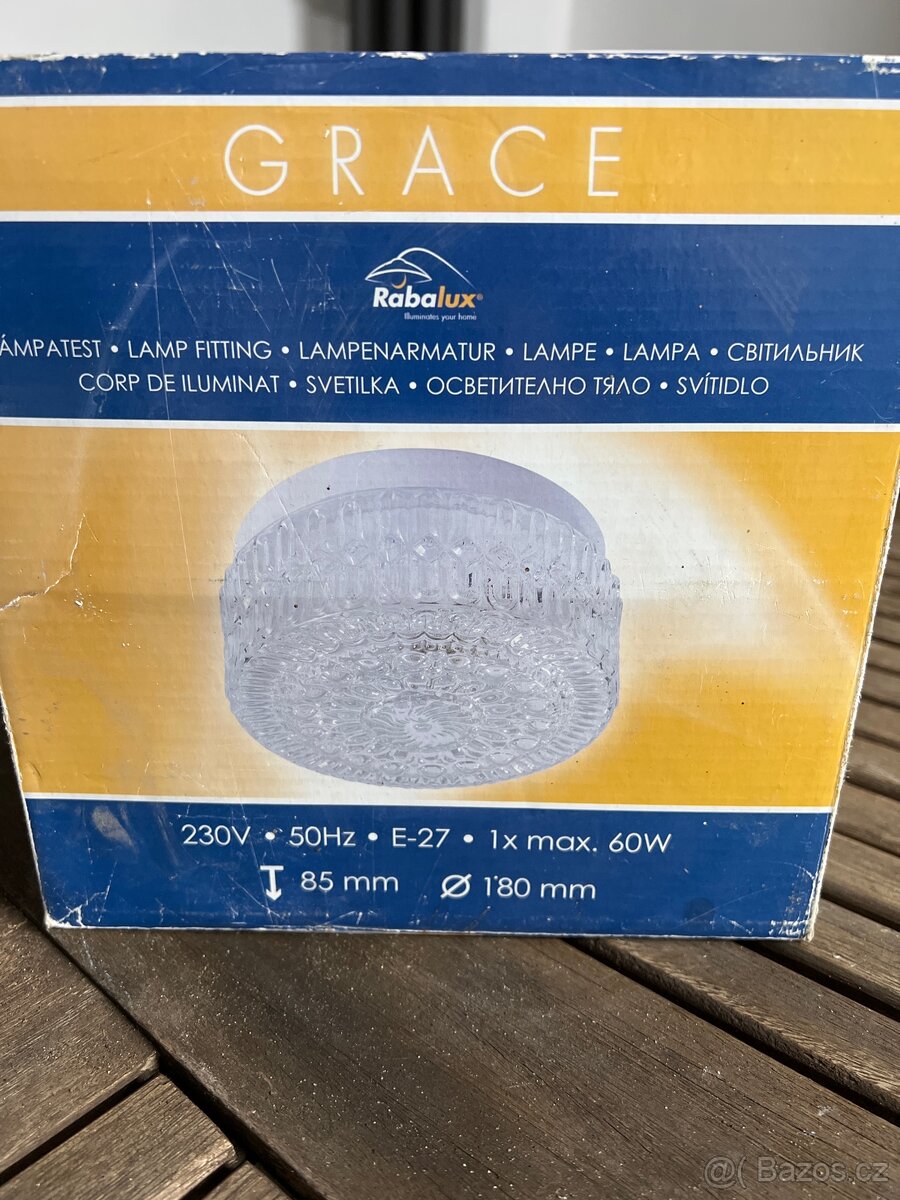 GRACE
Rabalux®
Illuminates your home
ÁMPATEST • LAMP FITTING • LAMPENARMATUR • LAMPE • LAMPA • СВІТИЛЬНИК
CORP DE ILUMINAT • SVETILKA • ОСВЕТИТЕЛНО ТЯЛО • SVÍTIDLO
230V • 50Hz • E-27 • 1x max. 60W
85 mm Ø 180 mm
@( Bazos.cz